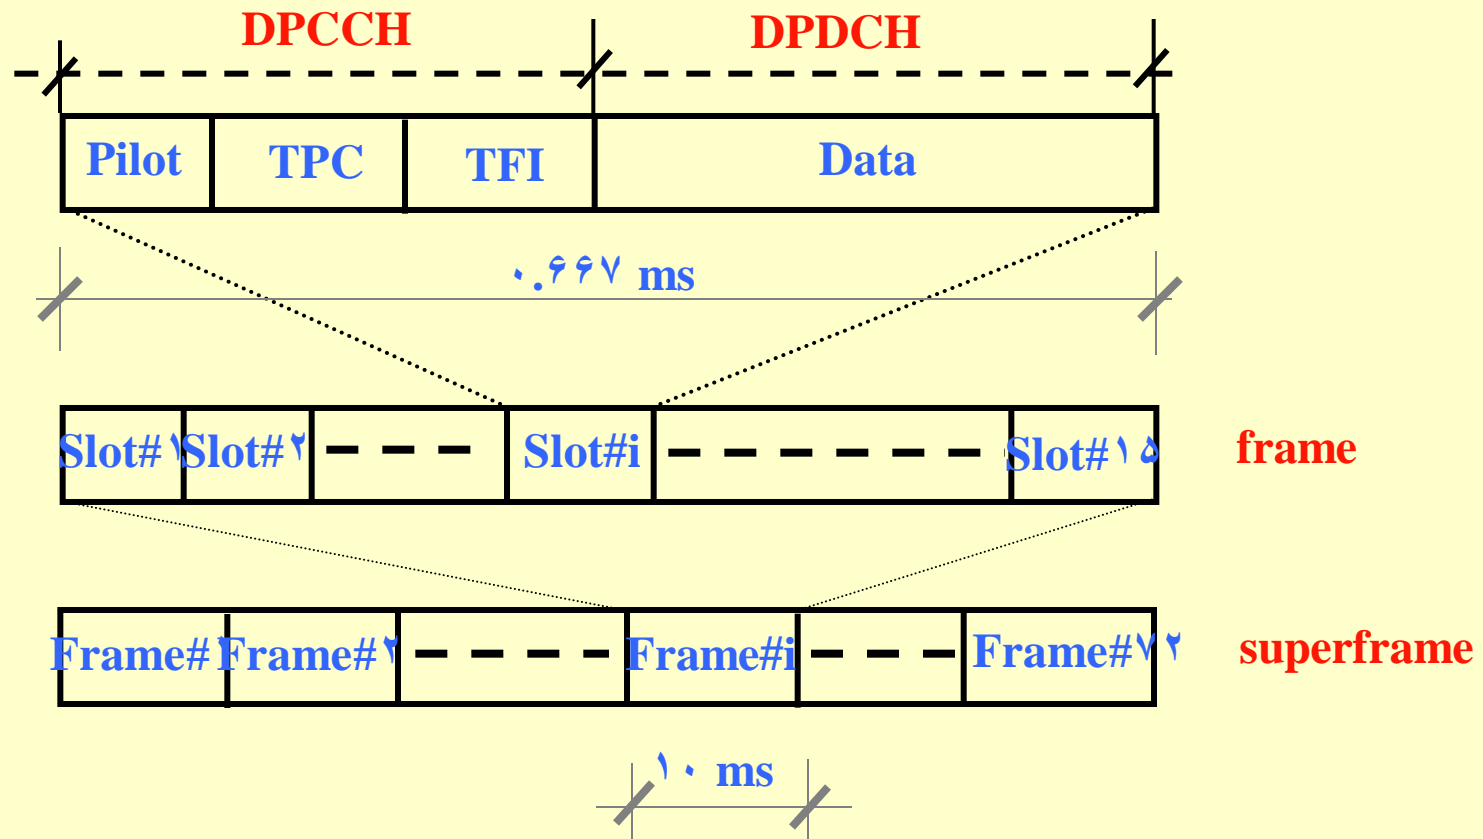 DPCCH DPDCH
Pilot TPC TFI Data
۰.۶۶۷ ms
Slot#۱ Slot#۲ Slot#i Slot#۱۵ frame
Frame# Frame#۲ Frame#i Frame#۷۲ superframe
۱۰ ms